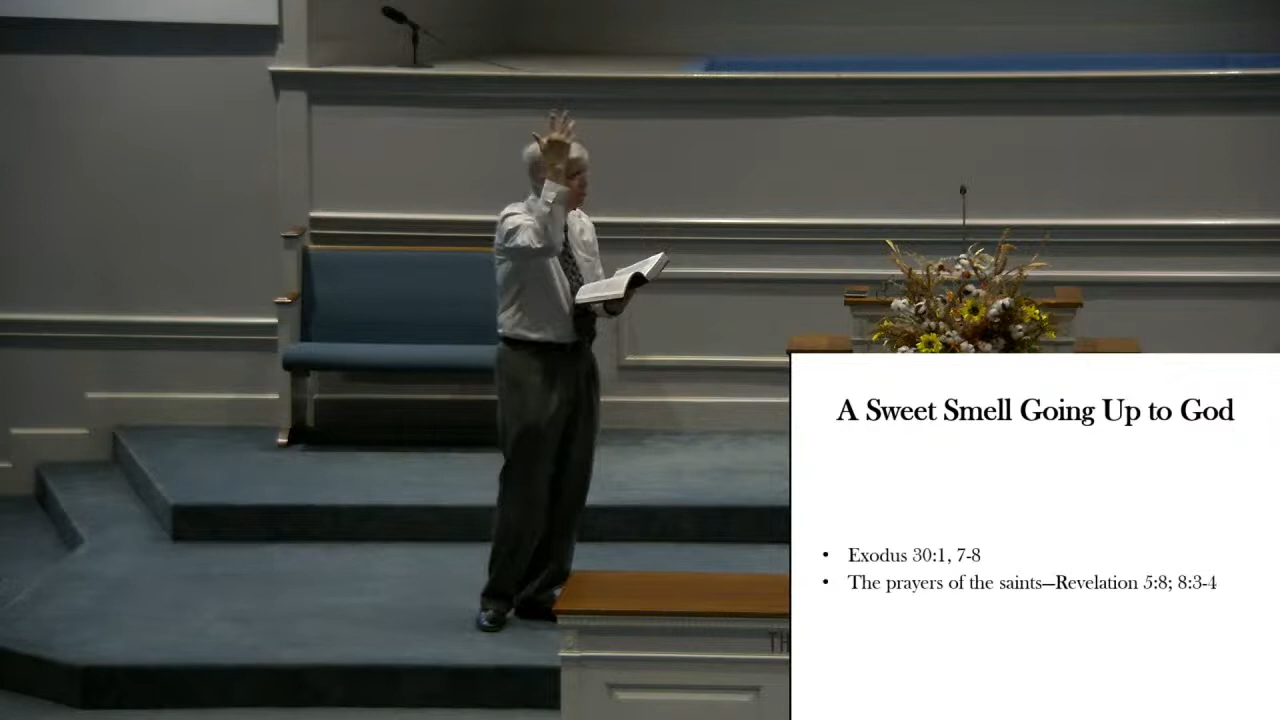 A Sweet Smell Going Up to God
• Exodus 30:1, 7-8
• The prayers of the saints—Revelation 5:8; 8:3-4
TH